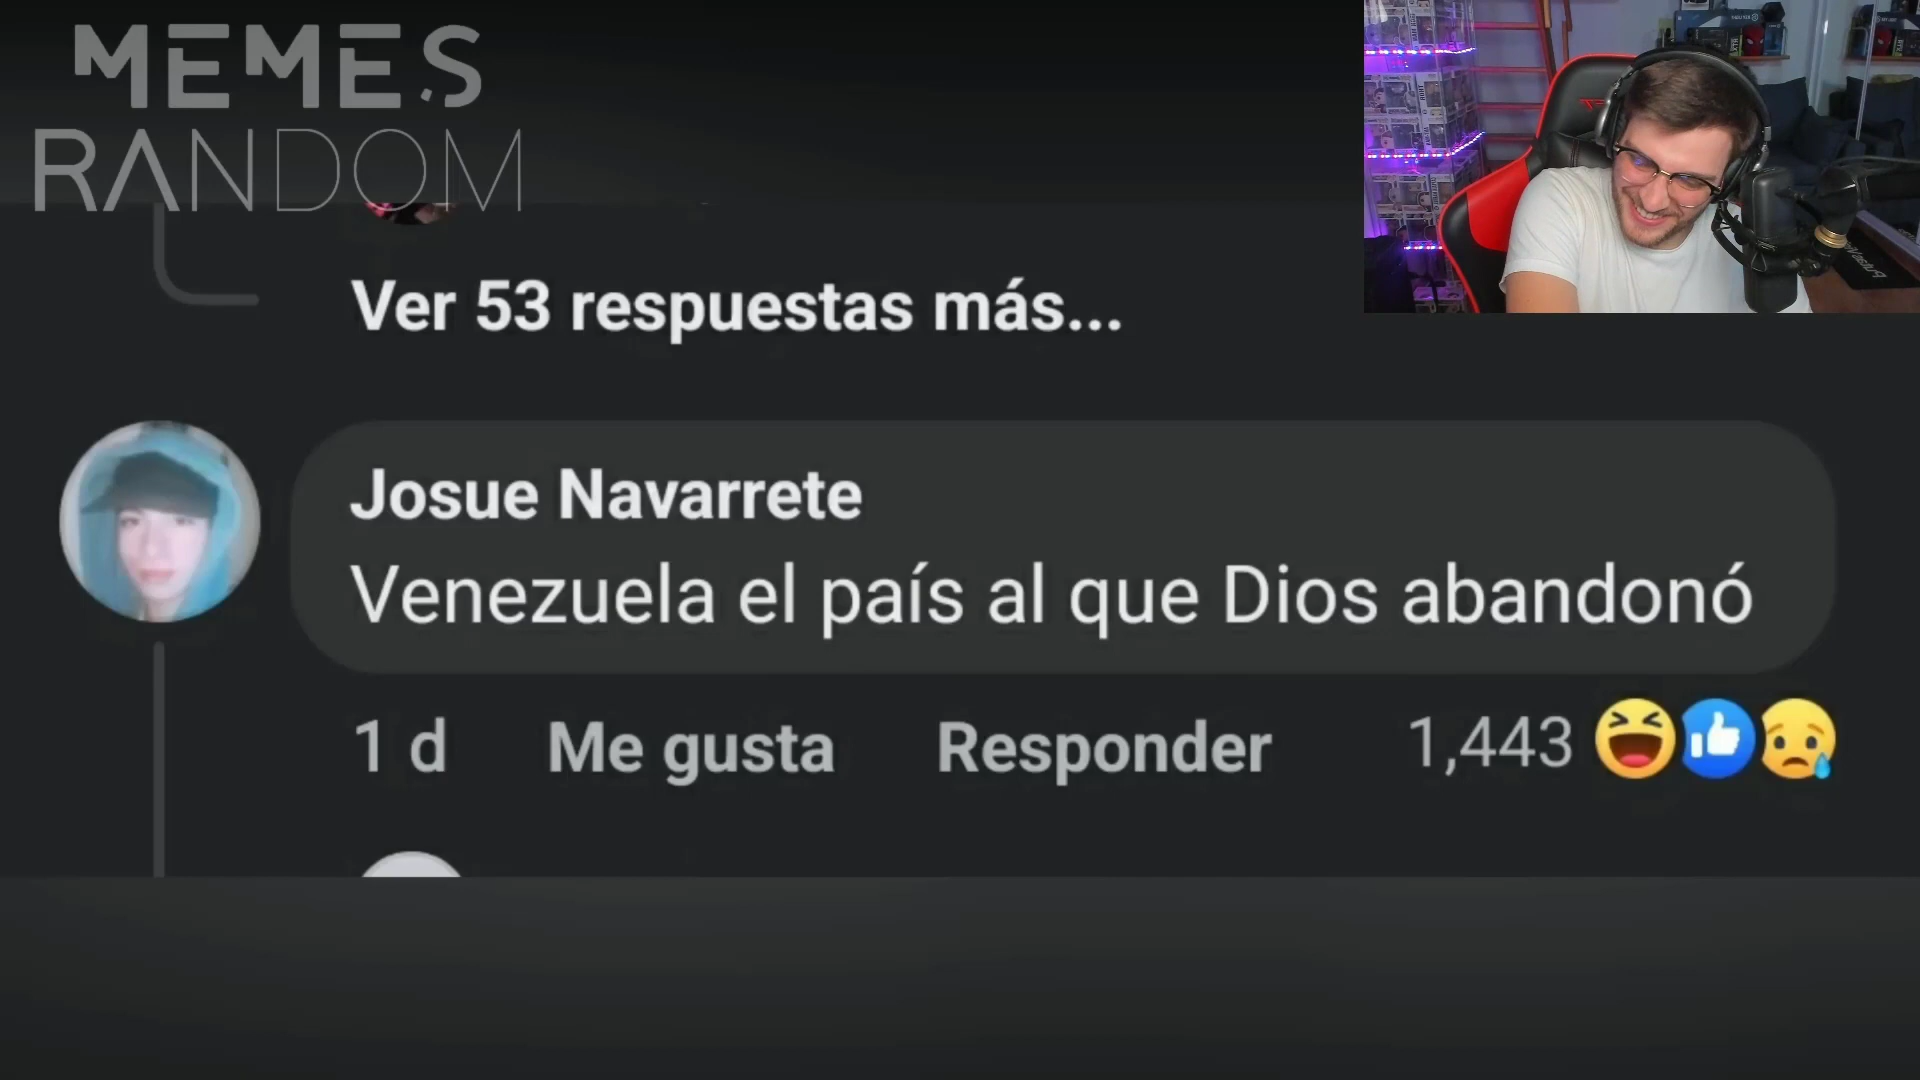 MEMES
RANDOM
Ver 53 respuestas más...
Josue Navarrete
Venezuela el país al que Dios abandonó
1 d Me gusta Responder 1,443